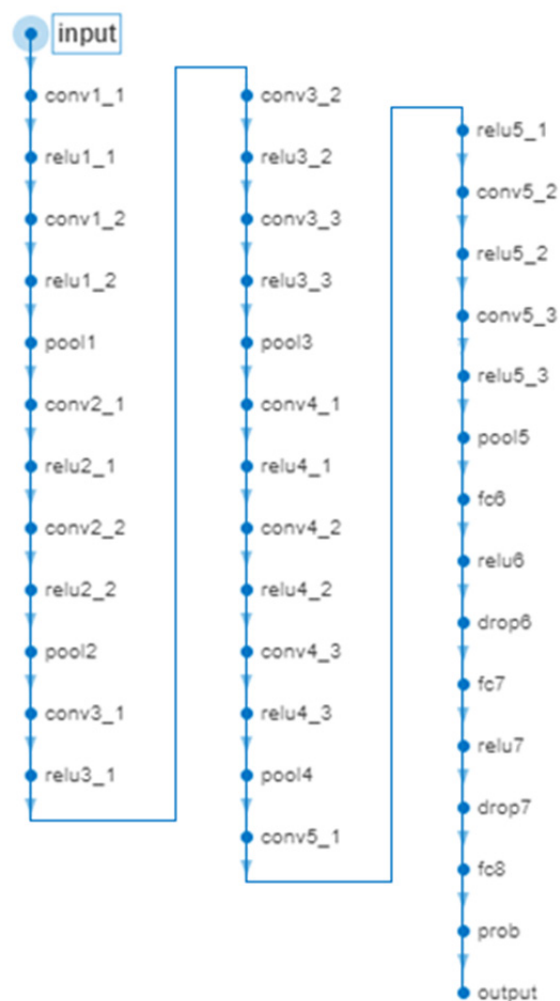 input
conv1_1
relu1_1
conv1_2
relu1_2
pool1
conv2_1
relu2_1
conv2_2
relu2_2
pool2
conv3_1
relu3_1
conv3_2
relu3_2
conv3_3
relu3_3
pool3
conv4_1
relu4_1
conv4_2
relu4_2
conv4_3
relu4_3
pool4
conv5_1
relu5_1
conv5_2
relu5_2
conv5_3
relu5_3
pool5
fc6
relu6
drop6
fc7
relu7
drop7
fc8
prob
output